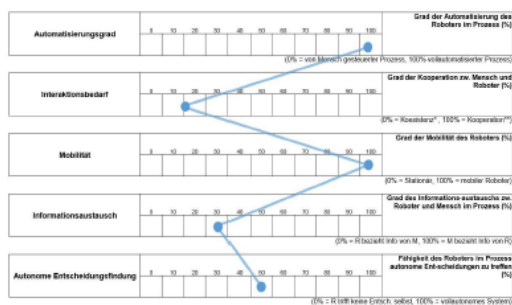 Automatisierungsgrad
0 10 20 30 40 50 60 70 80 90 100
Grad der Automatisierung des
Roboters im Prozess (%)
(0% = von Mensch gesteuerter Prozess, 100% vollautomatisierter Prozess)
Interaktionsbedarf
0 10 20 30 40 50 60 70 80 90 100
Grad der Kooperation zw. Mensch und
Roboter (%)
(0% = Koexistenz*, 100% = Kooperation**)
Mobilität
0 10 20 30 40 50 60 70 80 90 100
Grad der Mobilität des Roboters (%)
(0% = Stationär, 100% = mobiler Roboter)
Informationsaustausch
0 10 20 30 40 50 60 70 80 90 100
Grad des Informations-austauschs zw.
Roboter und Mensch im Prozess (%)
(0% = R bezieht Info von M, 100% = M bezieht Info von R)
Autonome Entscheidungsfindung
0 10 20 30 40 50 60 70 80 90 100
Fähigkeit des Roboters im Prozess
autonome Ent-scheidungen zu treffen
(%)
(0% = R trifft keine Entsch. selbst, 100% = vollautonomes System)